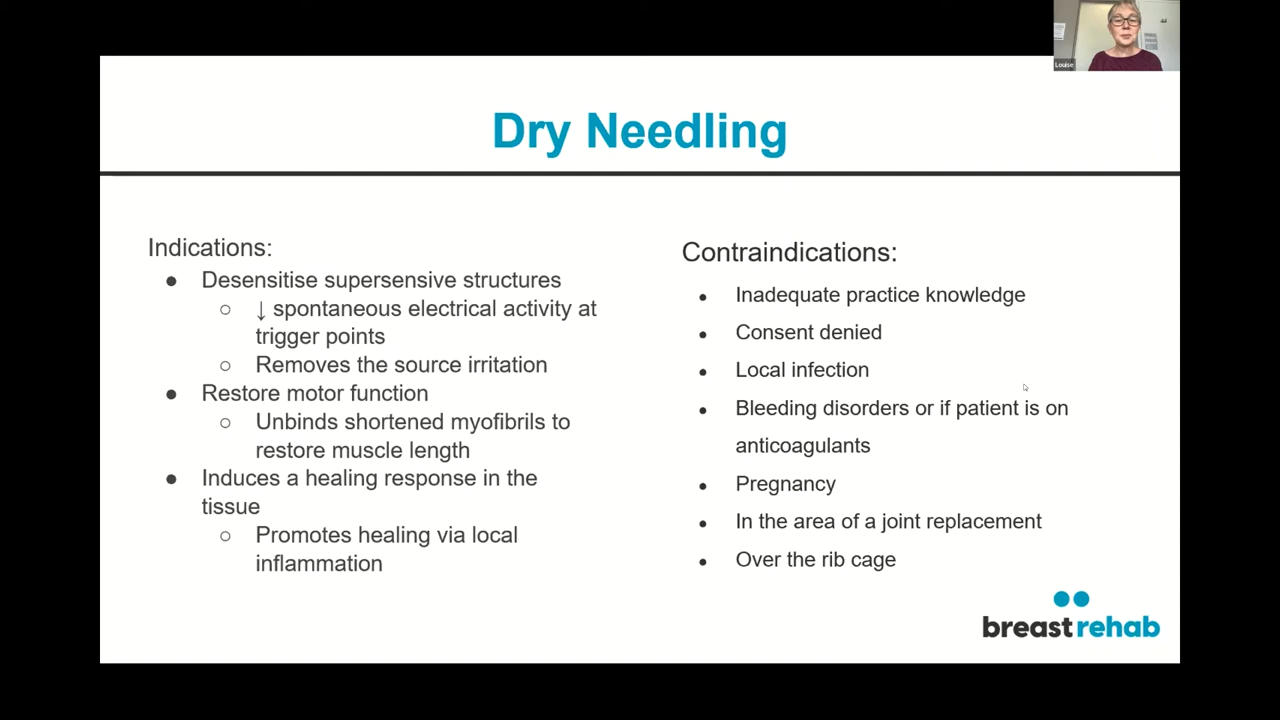 Louise
Dry Needling
Indications:
● Desensitise supersensive structures
○ ↓ spontaneous electrical activity at
trigger points
○ Removes the source irritation
● Restore motor function
○ Unbinds shortened myofibrils to
restore muscle length
● Induces a healing response in the
tissue
○ Promotes healing via local
inflammation
Contraindications:
● Inadequate practice knowledge
● Consent denied
● Local infection
● Bleeding disorders or if patient is on
anticoagulants
● Pregnancy
● In the area of a joint replacement
● Over the rib cage
breast rehab